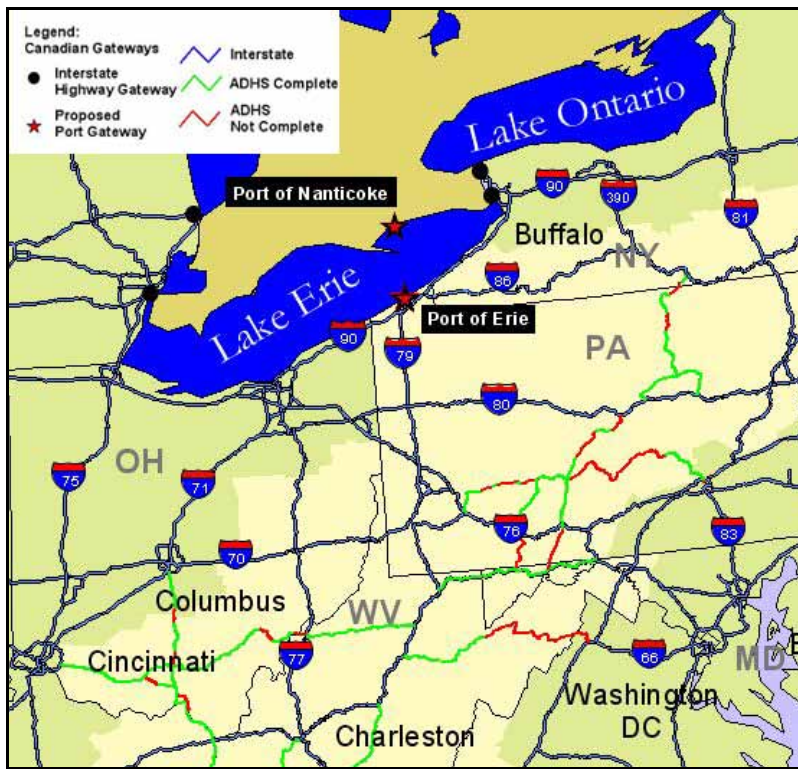 Legend:
Canadian Gateways
Interstate
Highway Gateway
Proposed
Port Gateway
Interstate
ADHS Complete
ADHS
Not Complete
Lake Ontario
Port of Nanticoke
90
390
81
Buffalo
NY
86
Lake Erie
Port of Erie
90
79
PA
80
OH
75
71
76
83
70
Columbus
WV
Cincinnati
77
66
MD
Washington
DC
Charleston